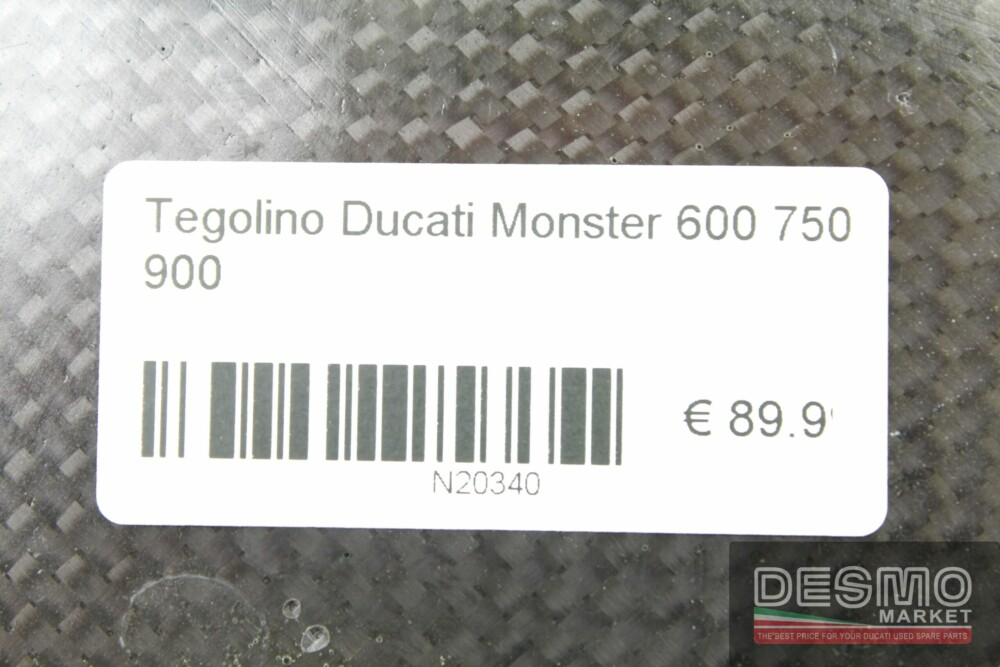 Tegolino Ducati Monster 600 750
900
€ 89.9
N20340
DESMO
MARKET
THE BEST PRICE FOR YOUR DUCATI USED SPARE PARTS